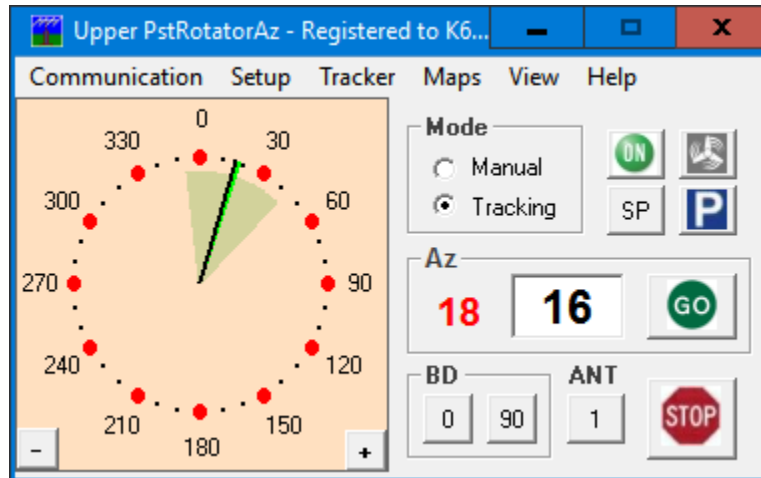 Upper PstRotatorAz - Registered to K6...
Communication Setup Tracker Maps View Help
0
330 30
300 60
270 90
240 120
210 150
180
- +
Mode
Manual
Tracking
ON
SP P
Az
18 16 GO
BD ANT
0 90 1 STOP